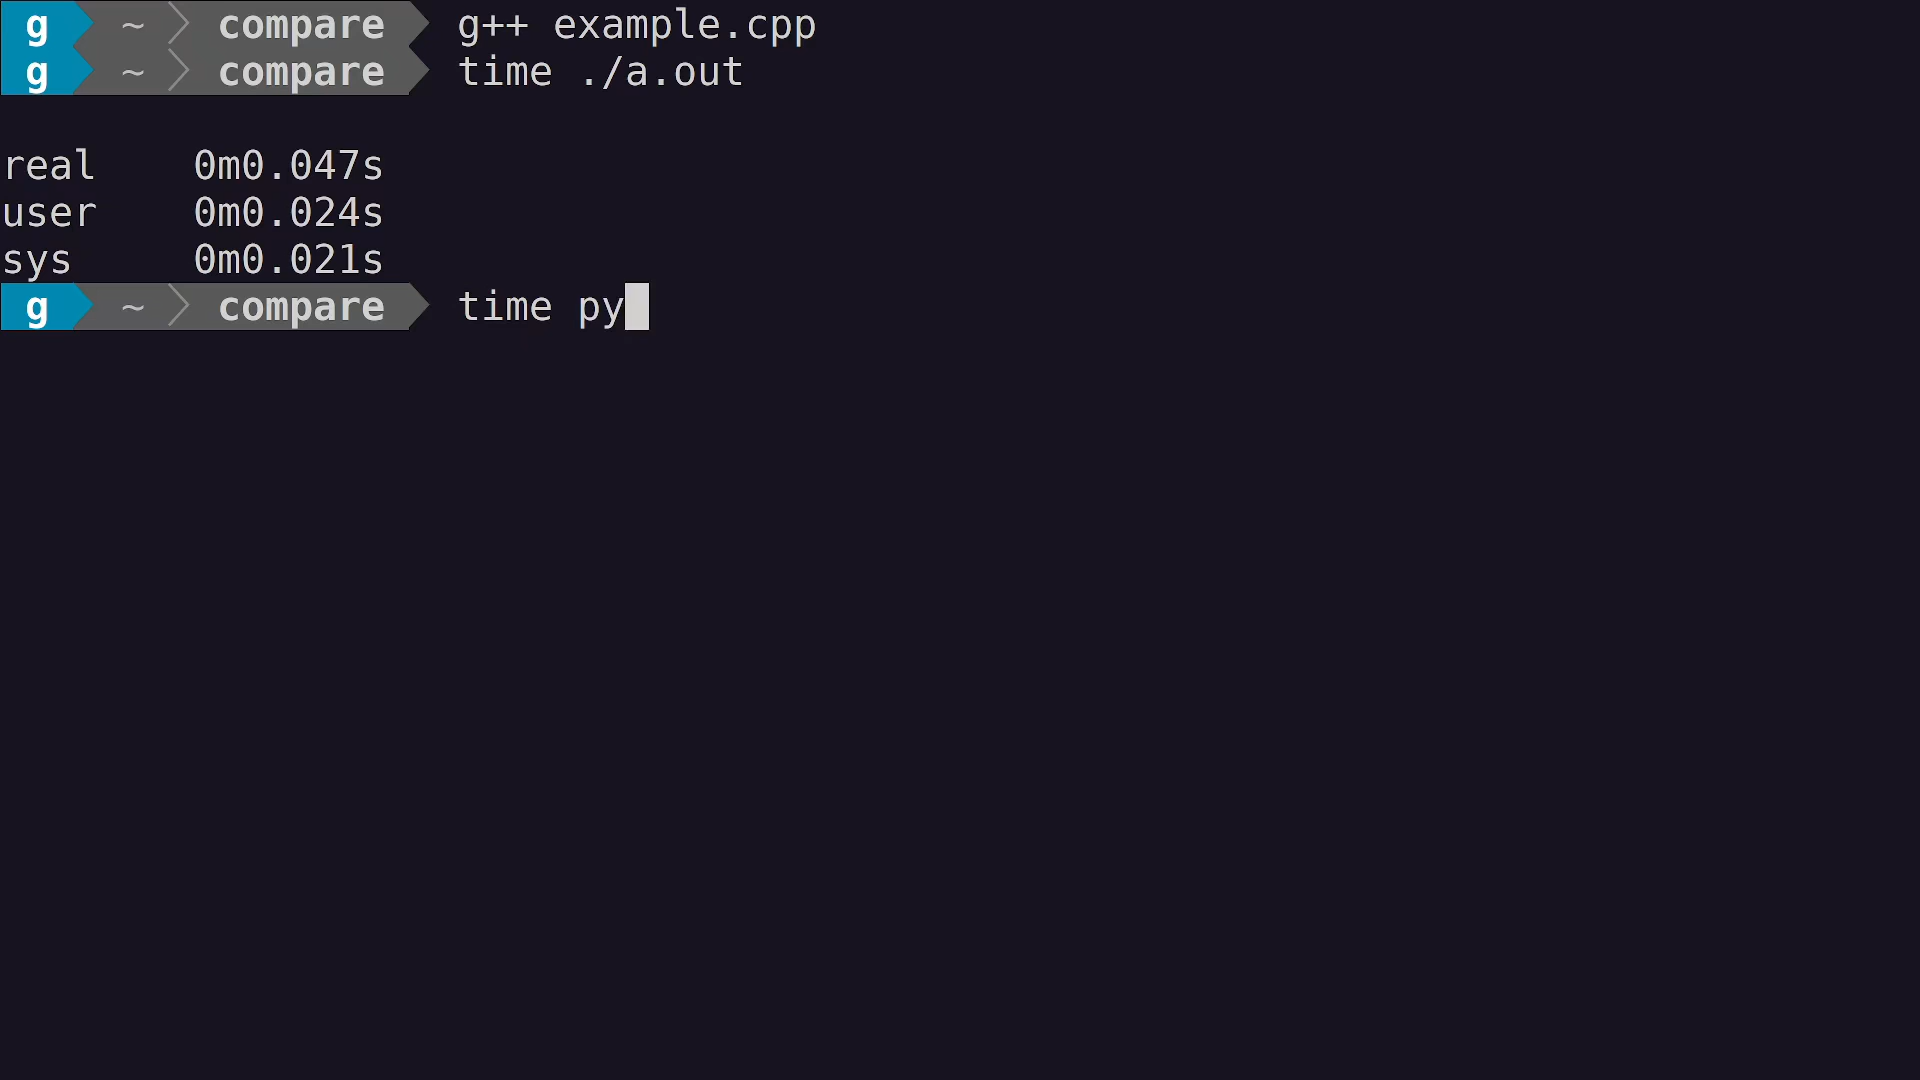 g ~ compare g++ example.cpp
g ~ compare time ./a.out
real 0m0.047s
user 0m0.024s
sys 0m0.021s
g ~ compare time py